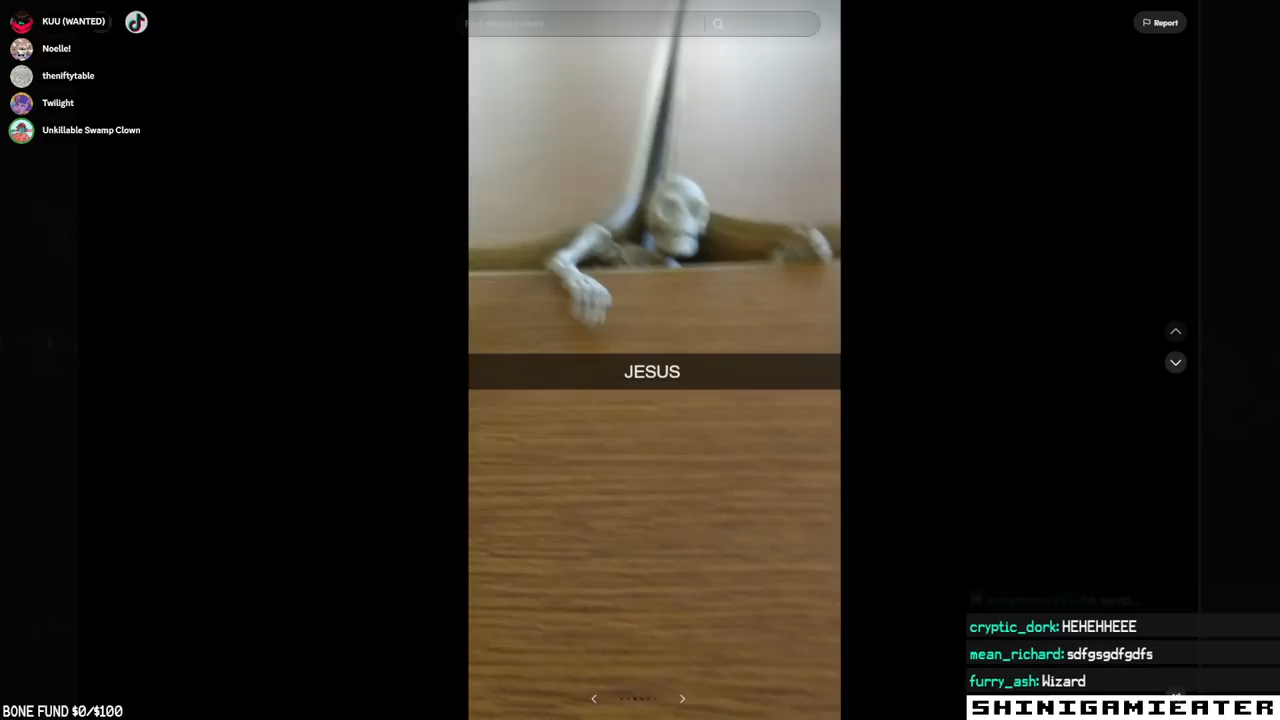 KUU (WANTED)
Noelle!
theniftytable
Twilight
Unkillable Swamp Clown
Report
JESUS
cryptic_dork: HEHEHHEEE
mean_richard: sdfgsgdfgdfs
furry_ash: Wizard
BONE FUND $0/$100
SHINIGAMIEATER